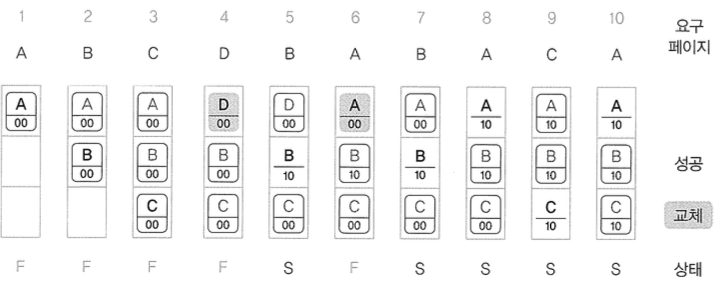 1 2 3 4 5 6 7 8 9 10 요구
A B C D B A B A C A 페이지
A A A D D A A A A A
00 00 00 00 00 00 00 10 10 10
B B B B B B B B B 성공
00 00 00 10 10 10 10 10 10
C C C C C C C C 교체
00 00 00 00 00 00 10 10
F F F F S F S S S S 상태